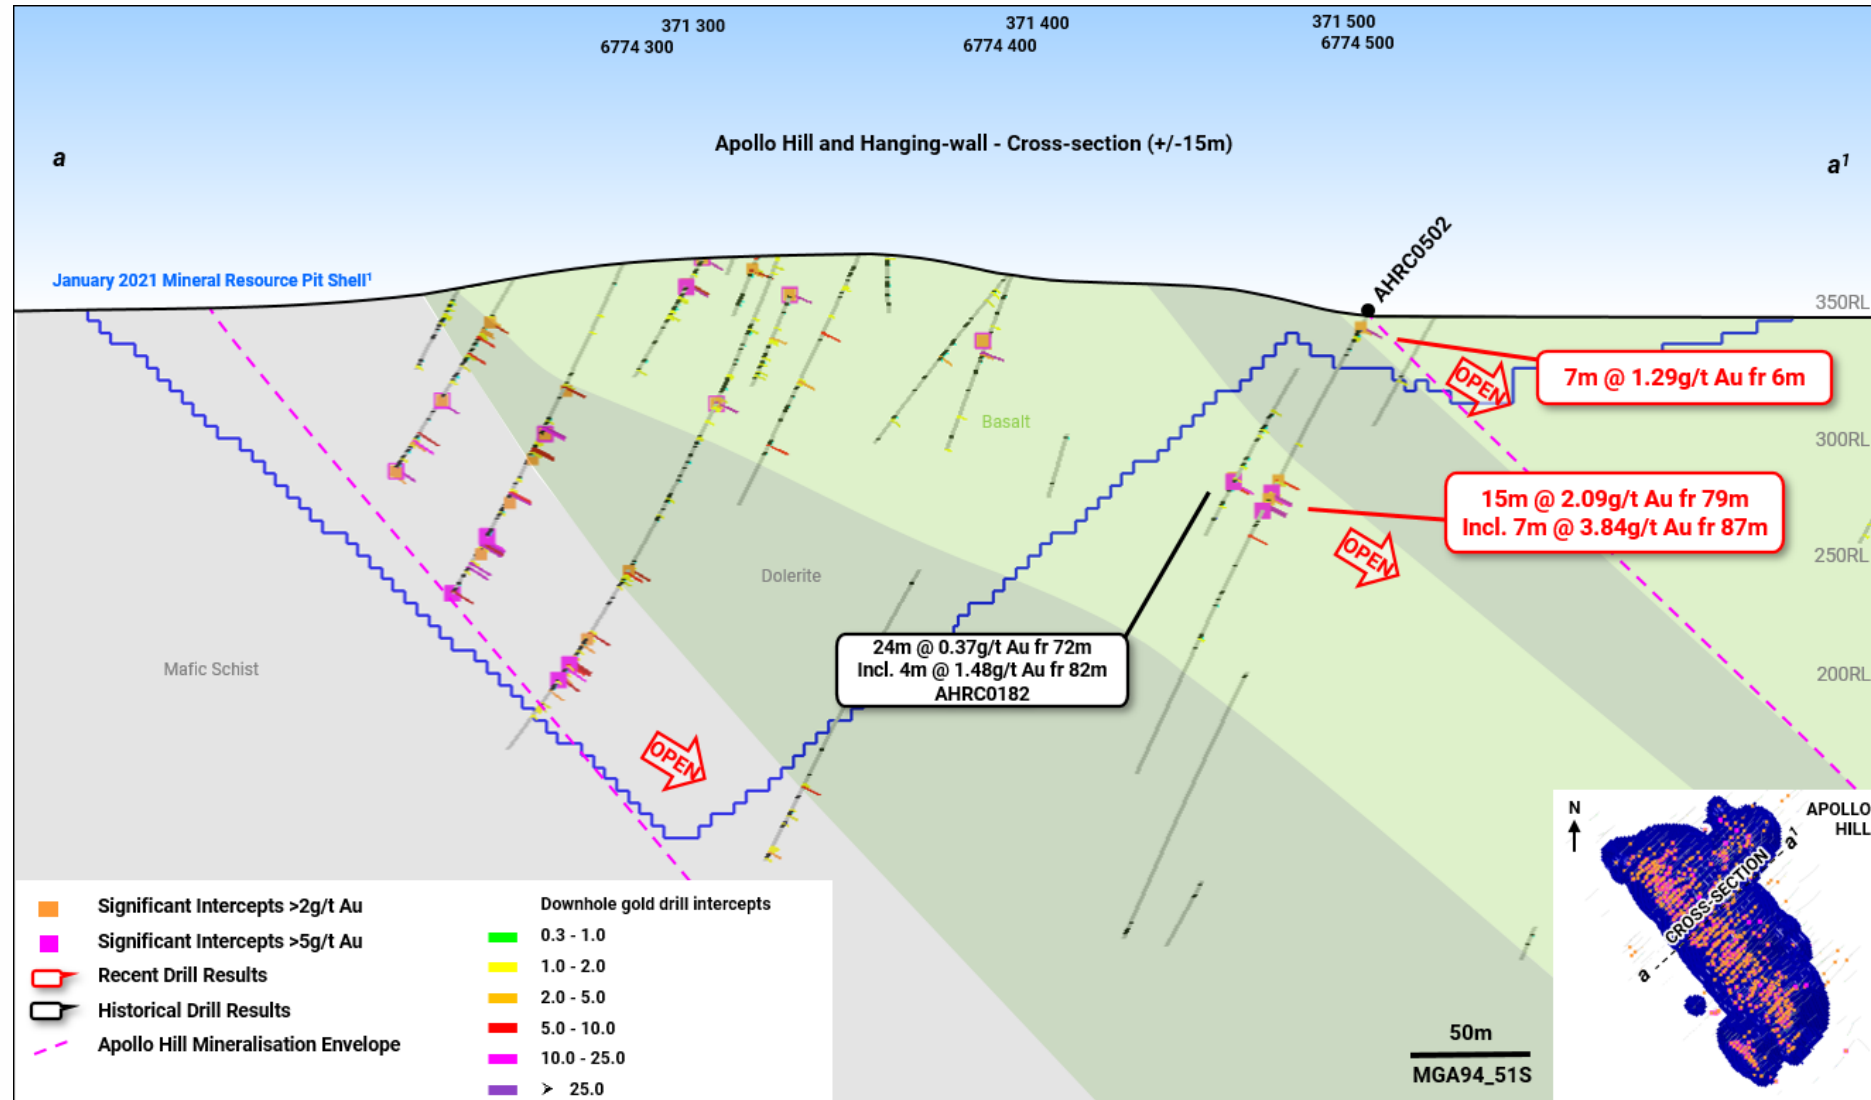 371 300
6774 300
371 400
6774 400
371 500
6774 500
Apollo Hill and Hanging-wall - Cross-section (+/-15m)
a
a1
AHRC0502
January 2021 Mineral Resource Pit Shell1
350RL
7m @ 1.29g/t Au fr 6m
OPEN
Basalt
300RL
15m @ 2.09g/t Au fr 79m
Incl. 7m @ 3.84g/t Au fr 87m
OPEN
250RL
Dolerite
24m @ 0.37g/t Au fr 72m
Incl. 4m @ 1.48g/t Au fr 82m
AHRC0182
Mafic Schist
200RL
OPEN
Significant Intercepts >2g/t Au
Significant Intercepts >5g/t Au
Recent Drill Results
Historical Drill Results
Apollo Hill Mineralisation Envelope
Downhole gold drill intercepts
0.3 - 1.0
1.0 - 2.0
2.0 - 5.0
5.0 - 10.0
10.0 - 25.0
➢ 25.0
50m
MGA94_51S
N
APOLLO
HILL
a
CROSS-SECTION
a1